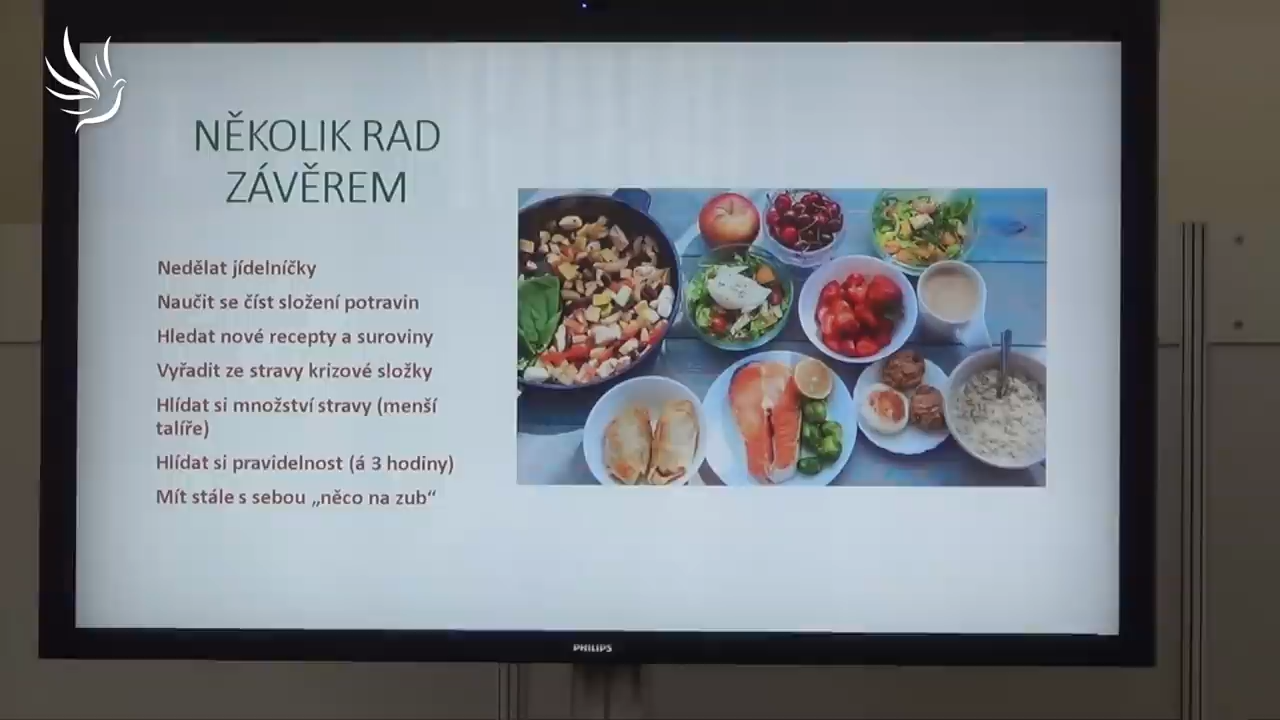 NĚKOLIK RAD
ZÁVĚREM
Nedělat jídelníčky
Naučit se číst složení potravin
Hledat nové recepty a suroviny
Vyřadit ze stravy krizové složky
Hlídat si množství stravy (menší
talíře)
Hlídat si pravidelnost (á 3 hodiny)
Mít stále s sebou „něco na zub“
PHILIPS